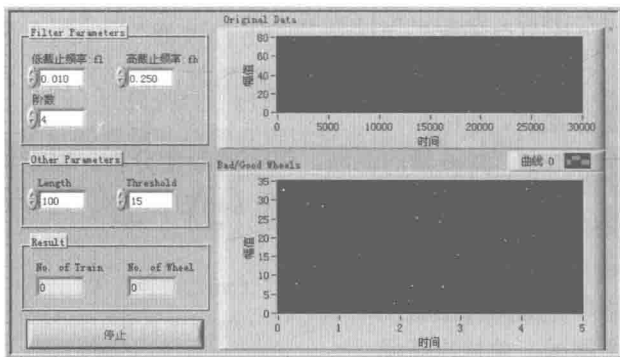 Filter Parameters
低截止频率 fl
高截止频率 fh
0.010
0.250
阶数
4
Other Parameters
Length
Threshold
100
15
Result
No. of Train
No. of Wheel
0
0
停止
Original Data
幅值
80
60
40
20
0
0
5000
10000
15000
20000
25000
30000
时间
Bad/Good Wheels
曲线 0
幅值
35
30
25
20
15
10
5
0
0
1
2
3
4
5
时间